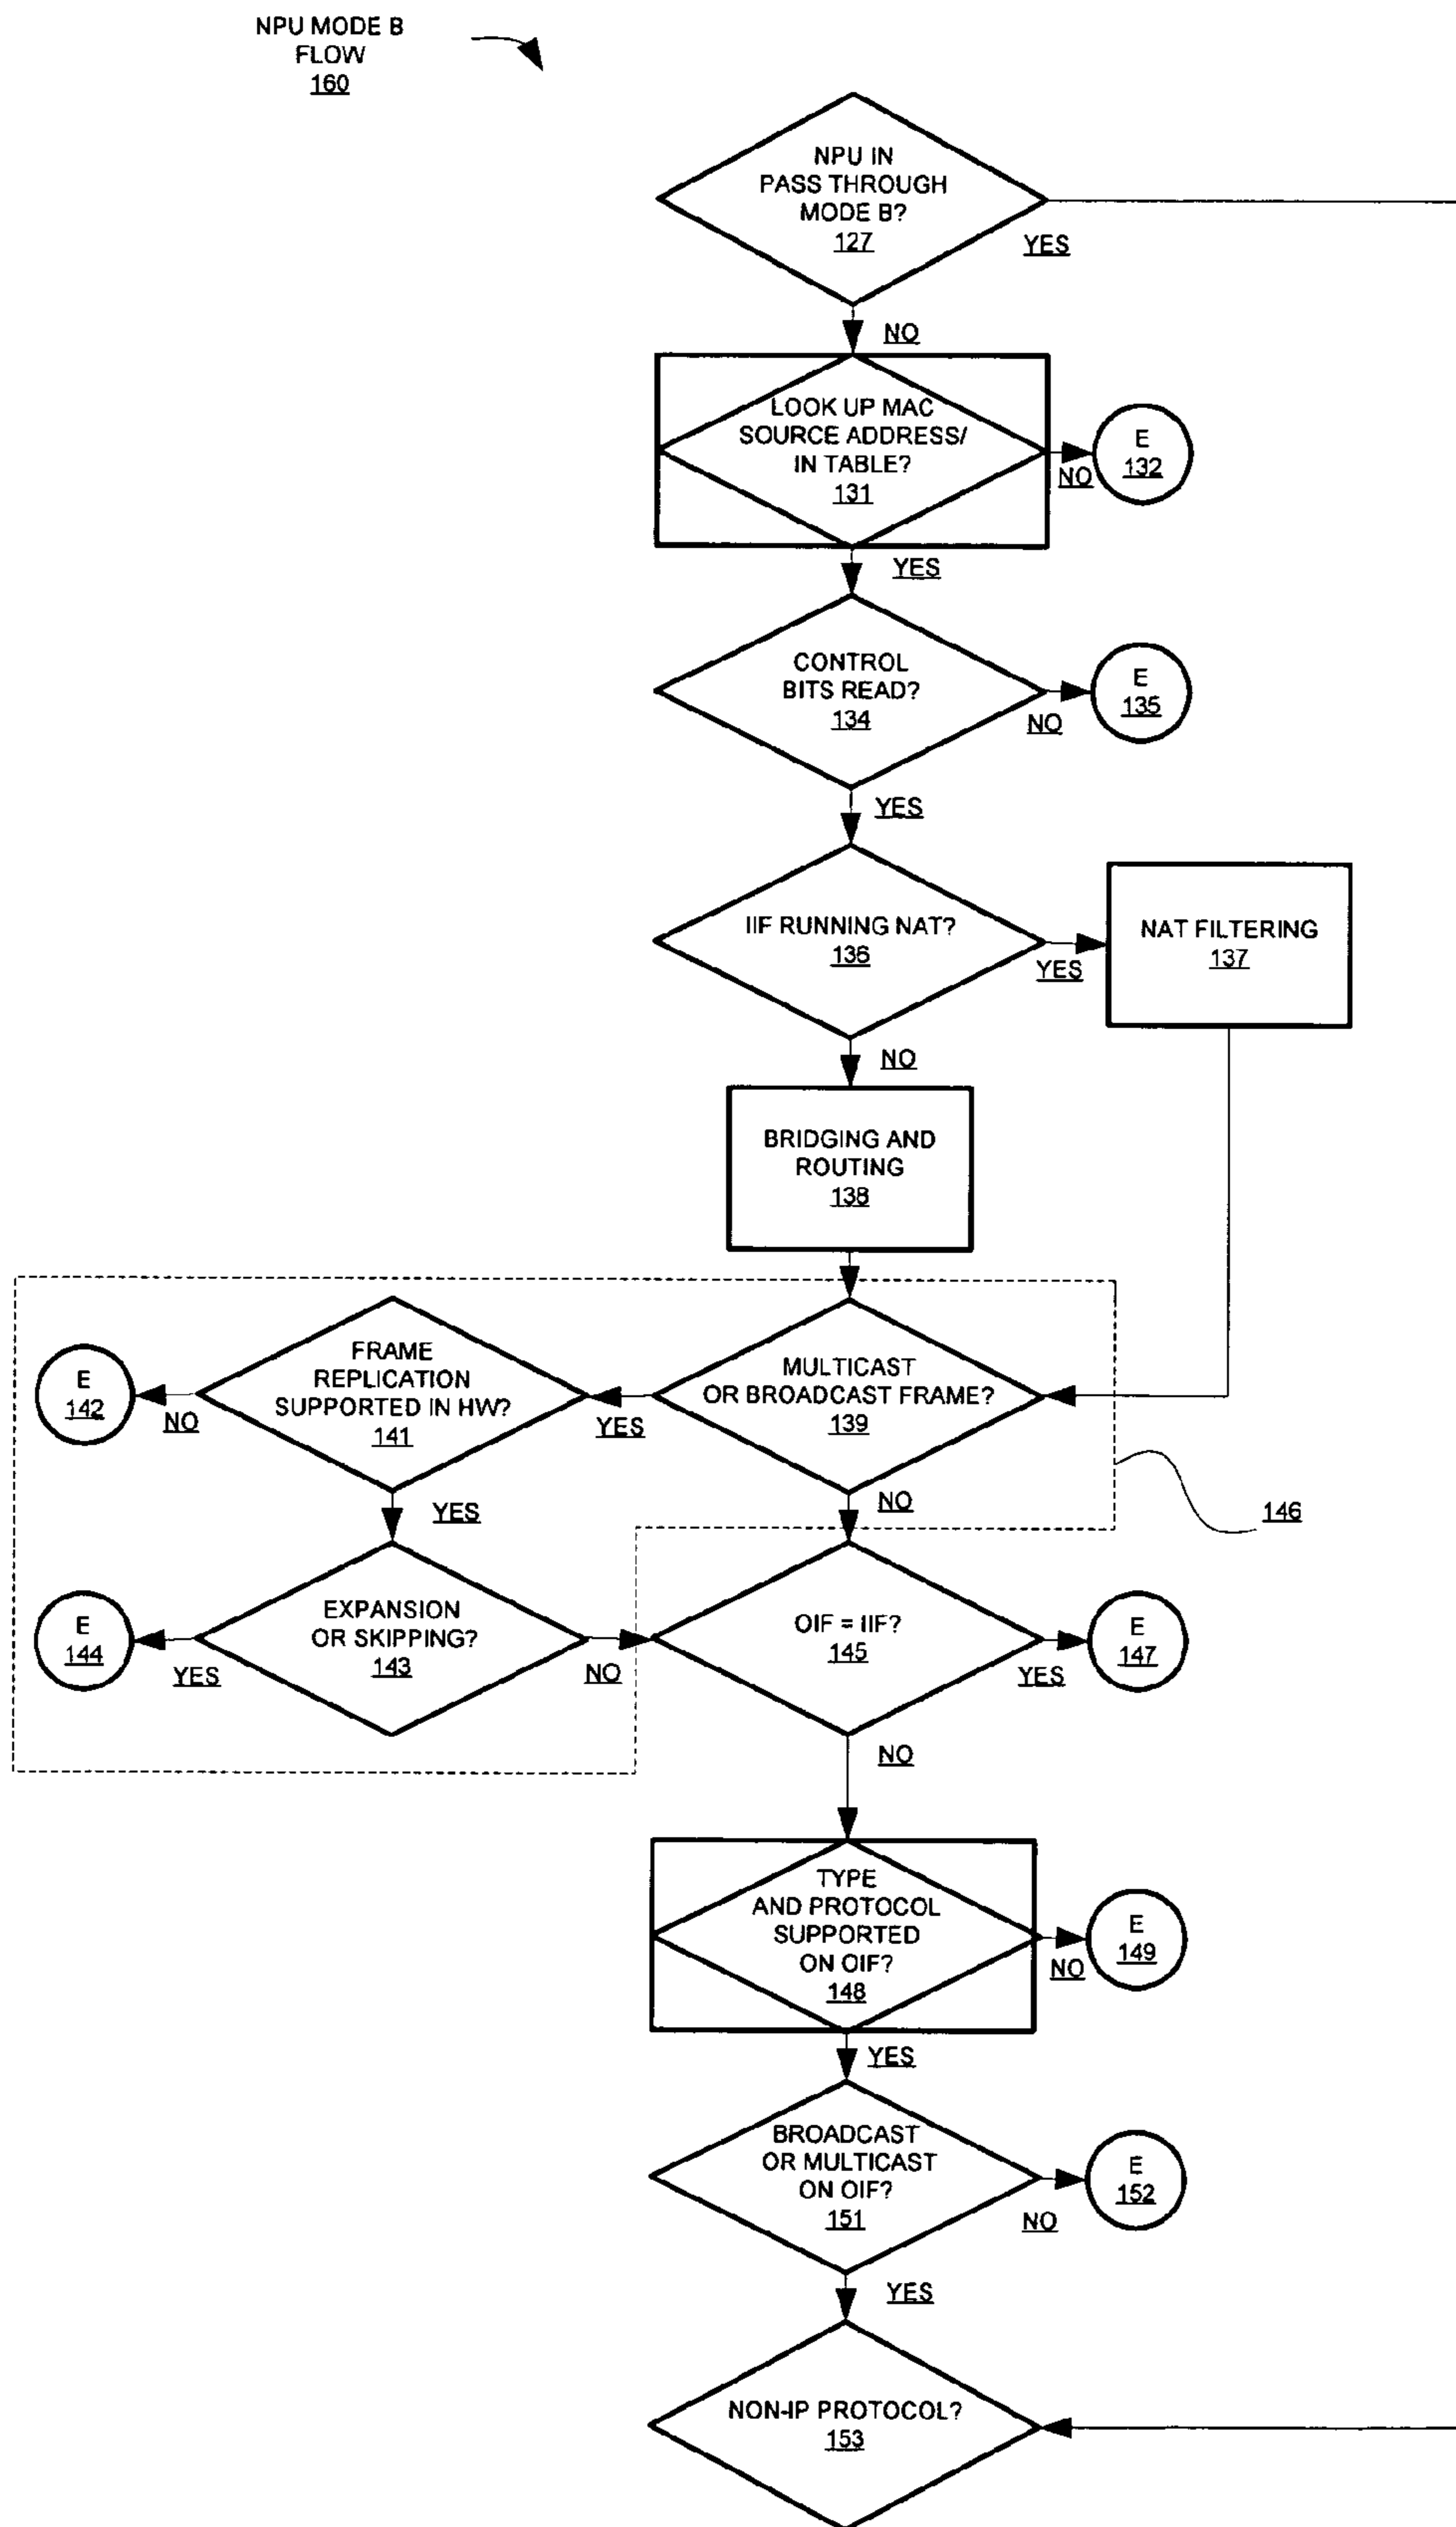 NPU MODE B
FLOW
160
NPU IN
PASS THROUGH
MODE B?
127
YES
NO
LOOK UP MAC
SOURCE ADDRESS/
IN TABLE?
131
NO
E
132
YES
CONTROL
BITS READ?
134
NO
E
135
YES
IIF RUNNING NAT?
136
YES
NAT FILTERING
137
NO
BRIDGING AND
ROUTING
138
MULTICAST
OR BROADCAST FRAME?
139
YES
FRAME
REPLICATION
SUPPORTED IN HW?
141
NO
E
142
YES
NO
146
EXPANSION
OR SKIPPING?
143
YES
E
144
NO
OIF = IIF?
145
YES
E
147
NO
TYPE
AND PROTOCOL
SUPPORTED
ON OIF?
148
NO
E
149
YES
BROADCAST
OR MULTICAST
ON OIF?
151
NO
E
152
YES
NON-IP PROTOCOL?
153